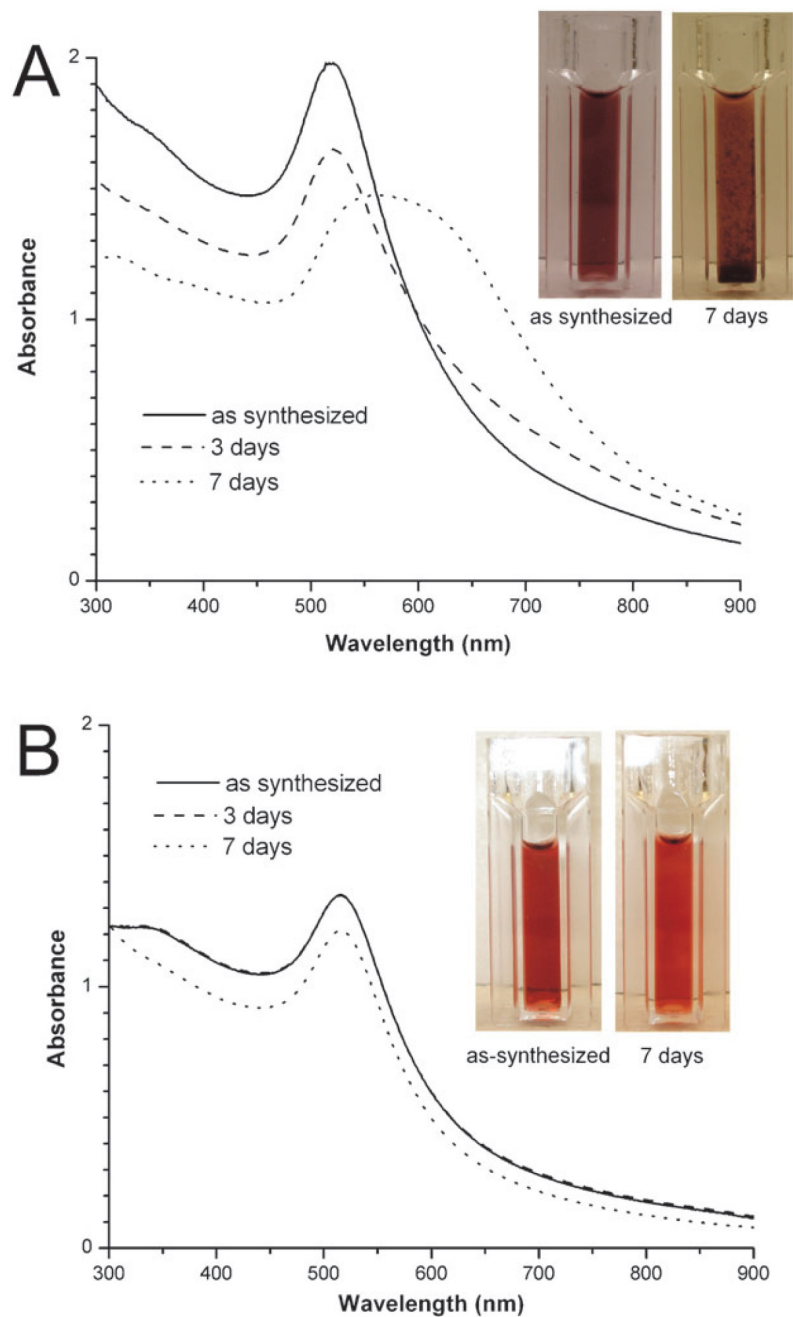 A
2
1
0
Absorbance
as synthesized
3 days
7 days
as synthesized
7 days
300
400
500
600
700
800
900
Wavelength (nm)
B
2
1
0
Absorbance
as synthesized
3 days
7 days
as-synthesized
7 days
300
400
500
600
700
800
900
Wavelength (nm)